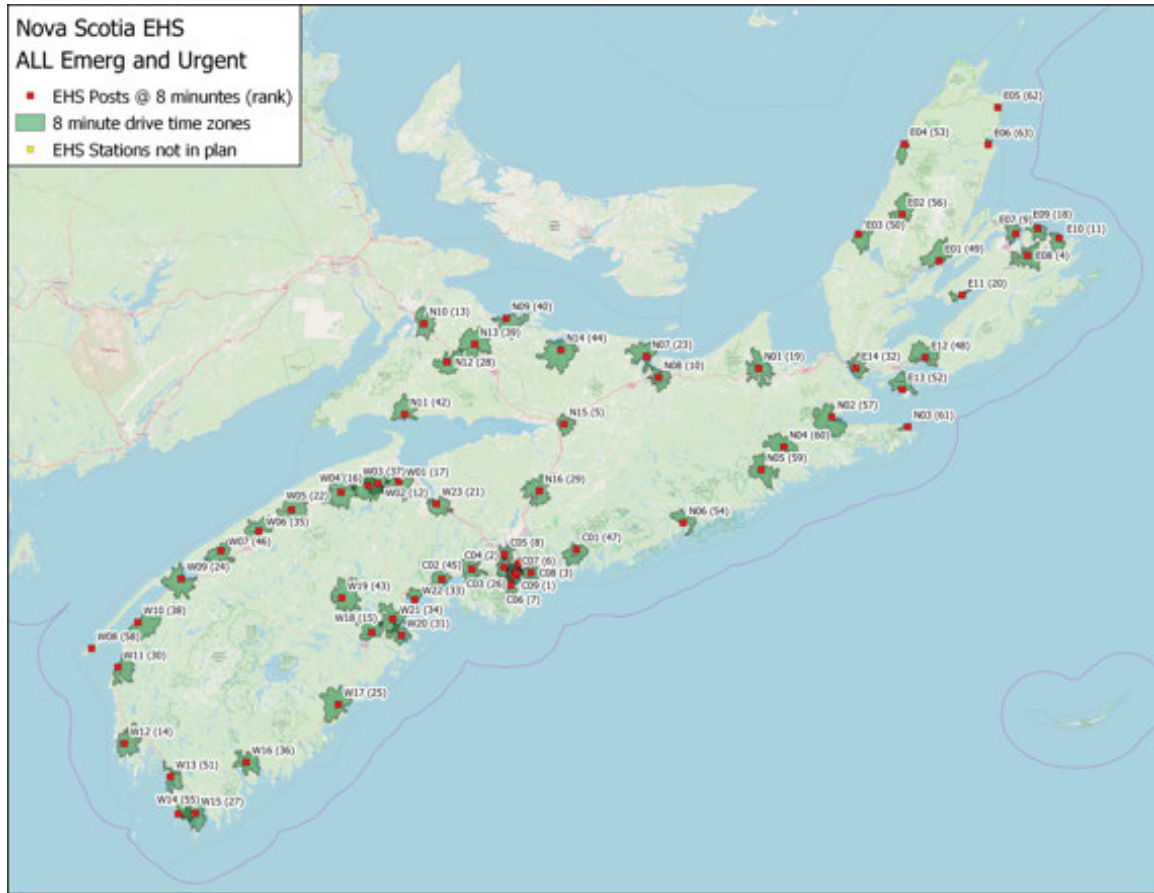 Nova Scotia EHS
ALL Emerg and Urgent
EHS Posts @ 8 minuntes (rank)
8 minute drive time zones
EHS Stations not in plan
E05 (62)
E04 (53)
E06 (63)
E02 (56)
E03 (50)
E07 (9)
E09 (18)
E10 (11)
E01 (49)
E08 (4)
E11 (20)
N10 (13)
N09 (40)
N13 (39)
N14 (44)
N07 (23)
N12 (28)
N08 (10)
N01 (19)
E14 (32)
E12 (48)
E13 (52)
N11 (42)
N15 (5)
N02 (57)
N03 (61)
N04 (60)
N05 (59)
W03 (37)
W01 (17)
W04 (16)
W02 (12)
W05 (22)
W23 (21)
N16 (29)
N06 (54)
W06 (35)
W07 (46)
C05 (8)
C01 (47)
C04 (2)
C07 (6)
C02 (45)
C08 (3)
C03 (26)
C09 (1)
C06 (7)
W09 (24)
W19 (43)
W22 (33)
W21 (34)
W10 (38)
W18 (15)
W20 (31)
W08 (58)
W11 (30)
W17 (25)
W12 (14)
W16 (36)
W13 (51)
W14 (55)
W15 (27)